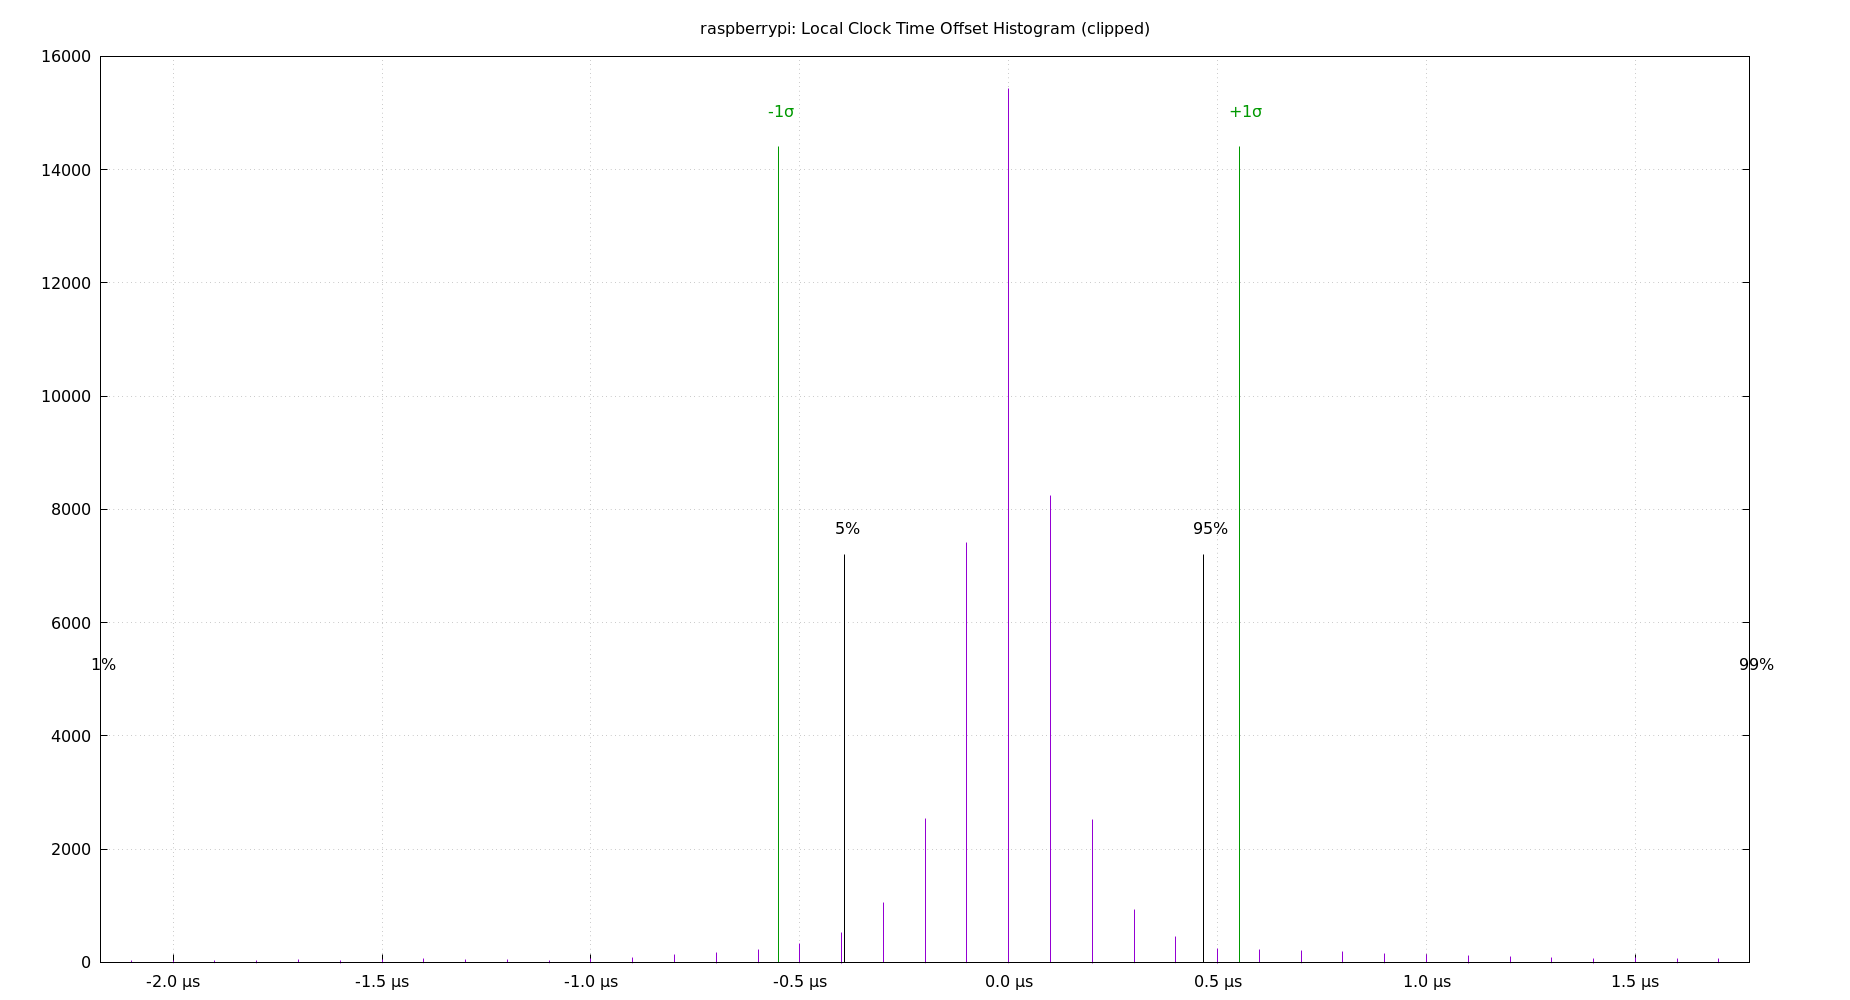 raspberrypi: Local Clock Time Offset Histogram (clipped)
16000
-1σ
+1σ
14000
12000
10000
8000
5%
95%
6000
1%
99%
4000
2000
0
-2.0 µs
-1.5 µs
-1.0 µs
-0.5 µs
0.0 µs
0.5 µs
1.0 µs
1.5 µs